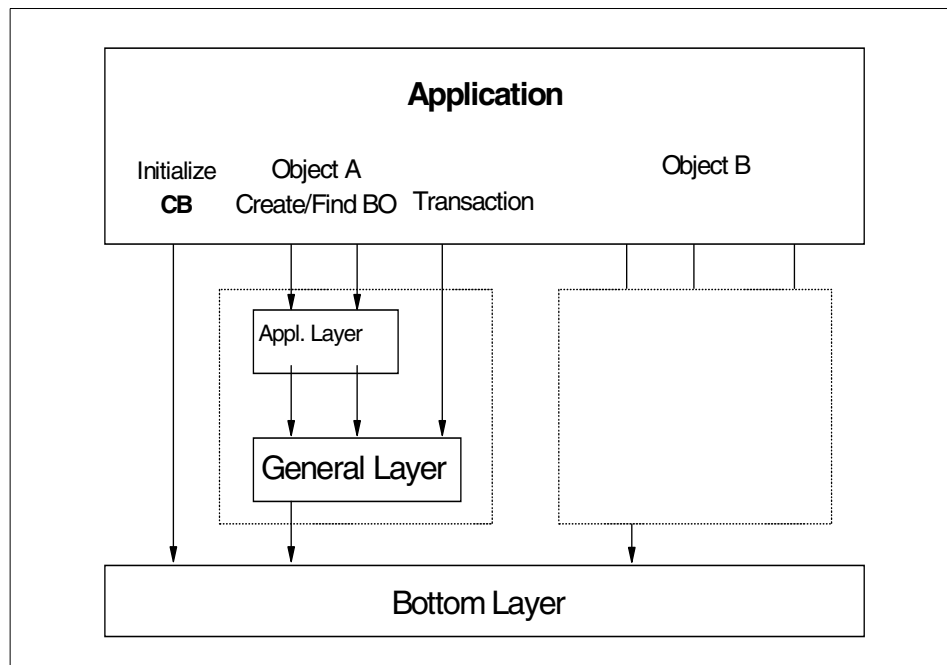 Application
Initialize
CB
Object A
Create/Find BO
Transaction
Object B
Appl. Layer
General Layer
Bottom Layer